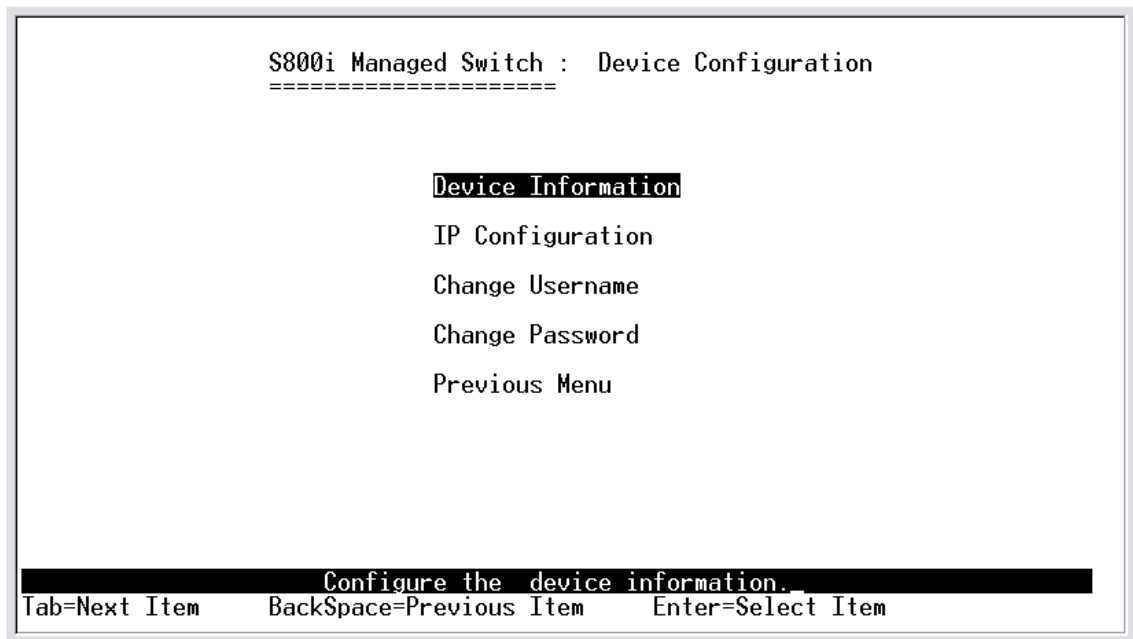 S800i Managed Switch :  Device Configuration
=====================
Device Information
IP Configuration
Change Username
Change Password
Previous Menu
Configure the  device information._
Tab=Next Item     BackSpace=Previous Item     Enter=Select Item